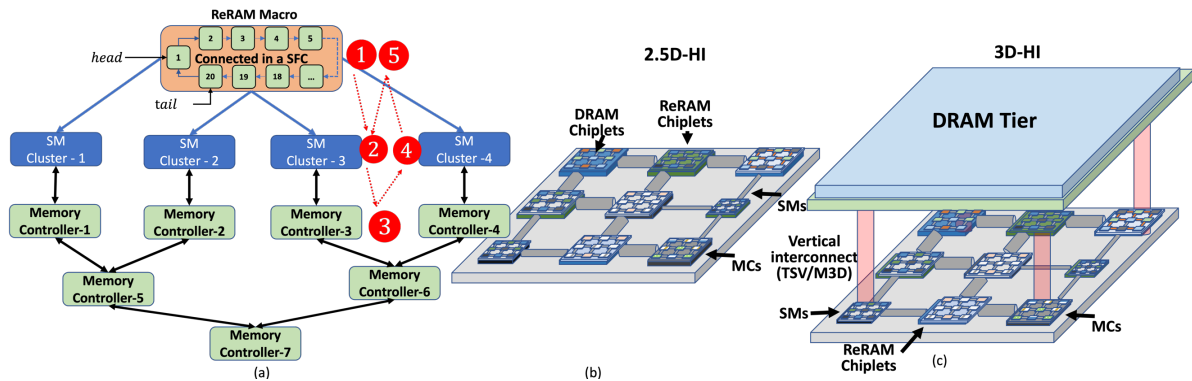 ReRAM Macro
2
3
4
5
head
1
Connected in a SFC
20
19
18
...
tail
1
5
2
4
3
SM
Cluster - 1
SM
Cluster - 2
SM
Cluster - 3
SM
Cluster -4
Memory
Controller-1
Memory
Controller-2
Memory
Controller-3
Memory
Controller-4
Memory
Controller-5
Memory
Controller-6
Memory
Controller-7
(a)
2.5D-HI
DRAM
Chiplets
ReRAM
Chiplets
SMs
MCs
(b)
3D-HI
DRAM Tier
Vertical
interconnect
(TSV/M3D)
SMs
ReRAM
Chiplets
MCs
(c)